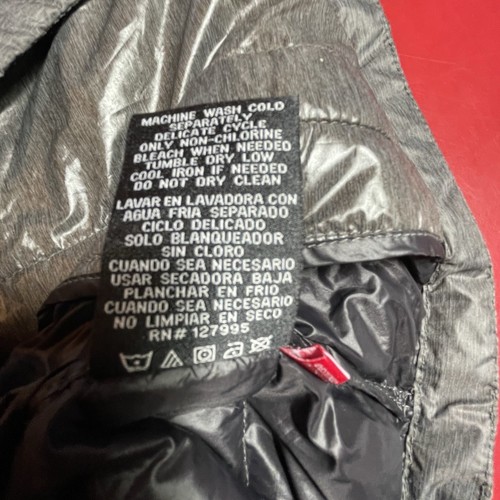 MACHINE WASH COLD
SEPARATELY
DELICATE CYCLE
ONLY NON-CHLORINE
BLEACH WHEN NEEDED
TUMBLE DRY LOW
COOL IRON IF NEEDED
DO NOT DRY CLEAN
LAVAR EN LAVADORA CON
AGUA FRIA SEPARADO
CICLO DELICADO
SOLO BLANQUEADOR
SIN CLORO
CUANDO SEA NECESARIO
USAR SECADORA BAJA
PLANCHAR EN FRIO
CUANDO SEA NECESARIO
NO LIMPIAR EN SECO
RN# 127995